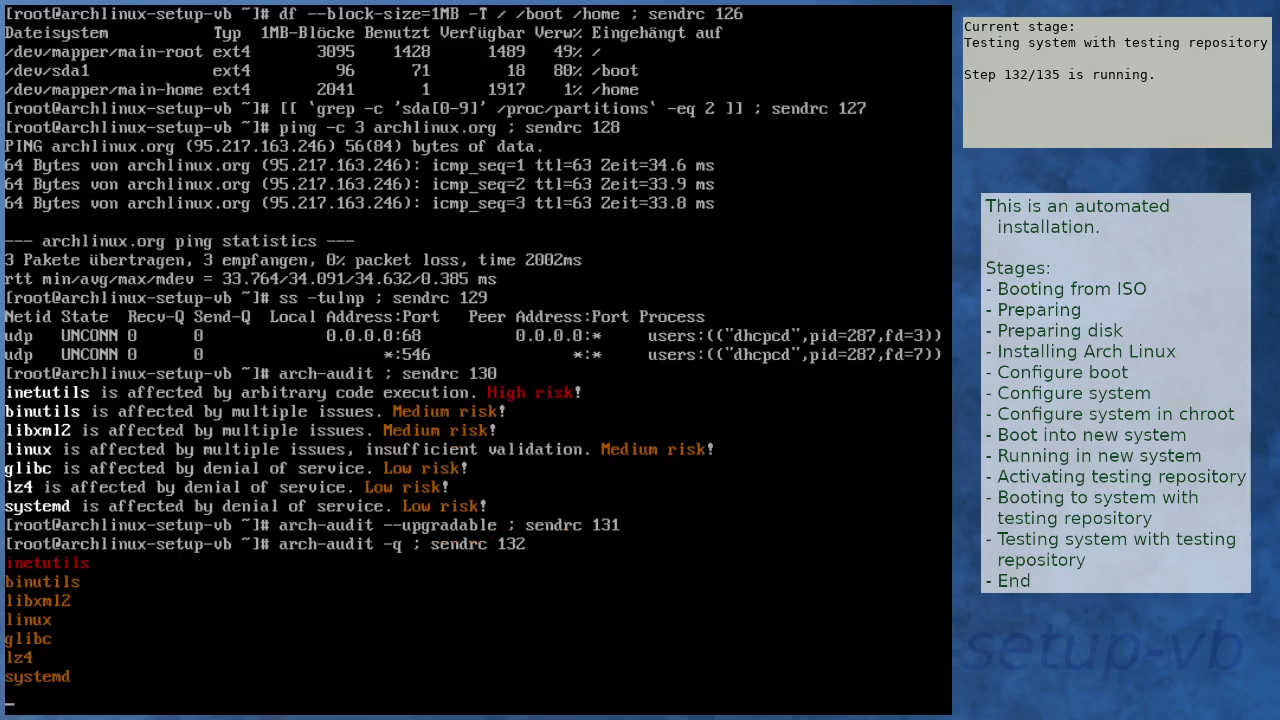 [root@archlinux-setup-vb ~]# df --block-size=1MB -T / /boot /home ; sendrc 126
Dateisystem           Typ  1MB-Blöcke Benutzt Verfügbar Verw% Eingehängt auf
/dev/mapper/main-root ext4       3095    1428      1489   49% /
/dev/sda1             ext4         96      71        18   80% /boot
/dev/mapper/main-home ext4       2041       1      1917    1% /home
[root@archlinux-setup-vb ~]# [[ `grep -c 'sda[0-9]' /proc/partitions` -eq 2 ]] ; sendrc 127
[root@archlinux-setup-vb ~]# ping -c 3 archlinux.org ; sendrc 128
PING archlinux.org (95.217.163.246) 56(84) bytes of data.
64 Bytes von archlinux.org (95.217.163.246): icmp_seq=1 ttl=63 Zeit=34.6 ms
64 Bytes von archlinux.org (95.217.163.246): icmp_seq=2 ttl=63 Zeit=33.9 ms
64 Bytes von archlinux.org (95.217.163.246): icmp_seq=3 ttl=63 Zeit=33.8 ms
--- archlinux.org ping statistics ---
3 Pakete übertragen, 3 empfangen, 0% packet loss, time 2002ms
rtt min/avg/max/mdev = 33.764/34.091/34.632/0.385 ms
[root@archlinux-setup-vb ~]# ss -tulnp ; sendrc 129
Netid State  Recv-Q Send-Q  Local Address:Port   Peer Address:Port Process
udp   UNCONN 0      0             0.0.0.0:68          0.0.0.0:*     users:(("dhcpcd",pid=287,fd=3))
udp   UNCONN 0      0                   *:546               *:*     users:(("dhcpcd",pid=287,fd=7))
[root@archlinux-setup-vb ~]# arch-audit ; sendrc 130
inetutils is affected by arbitrary code execution. High risk!
binutils is affected by multiple issues. Medium risk!
libxml2 is affected by multiple issues. Medium risk!
linux is affected by multiple issues, insufficient validation. Medium risk!
glibc is affected by denial of service. Low risk!
lz4 is affected by denial of service. Low risk!
systemd is affected by denial of service. Low risk!
[root@archlinux-setup-vb ~]# arch-audit --upgradable ; sendrc 131
[root@archlinux-setup-vb ~]# arch-audit -q ; sendrc 132
inetutils
binutils
libxml2
linux
glibc
lz4
systemd
Current stage:
Testing system with testing repository
Step 132/135 is running.
This is an automated
installation.
Stages:
- Booting from ISO
- Preparing
- Preparing disk
- Installing Arch Linux
- Configure boot
- Configure system
- Configure system in chroot
- Boot into new system
- Running in new system
- Activating testing repository
- Booting to system with
testing repository
- Testing system with testing
repository
- End
-setup-vb